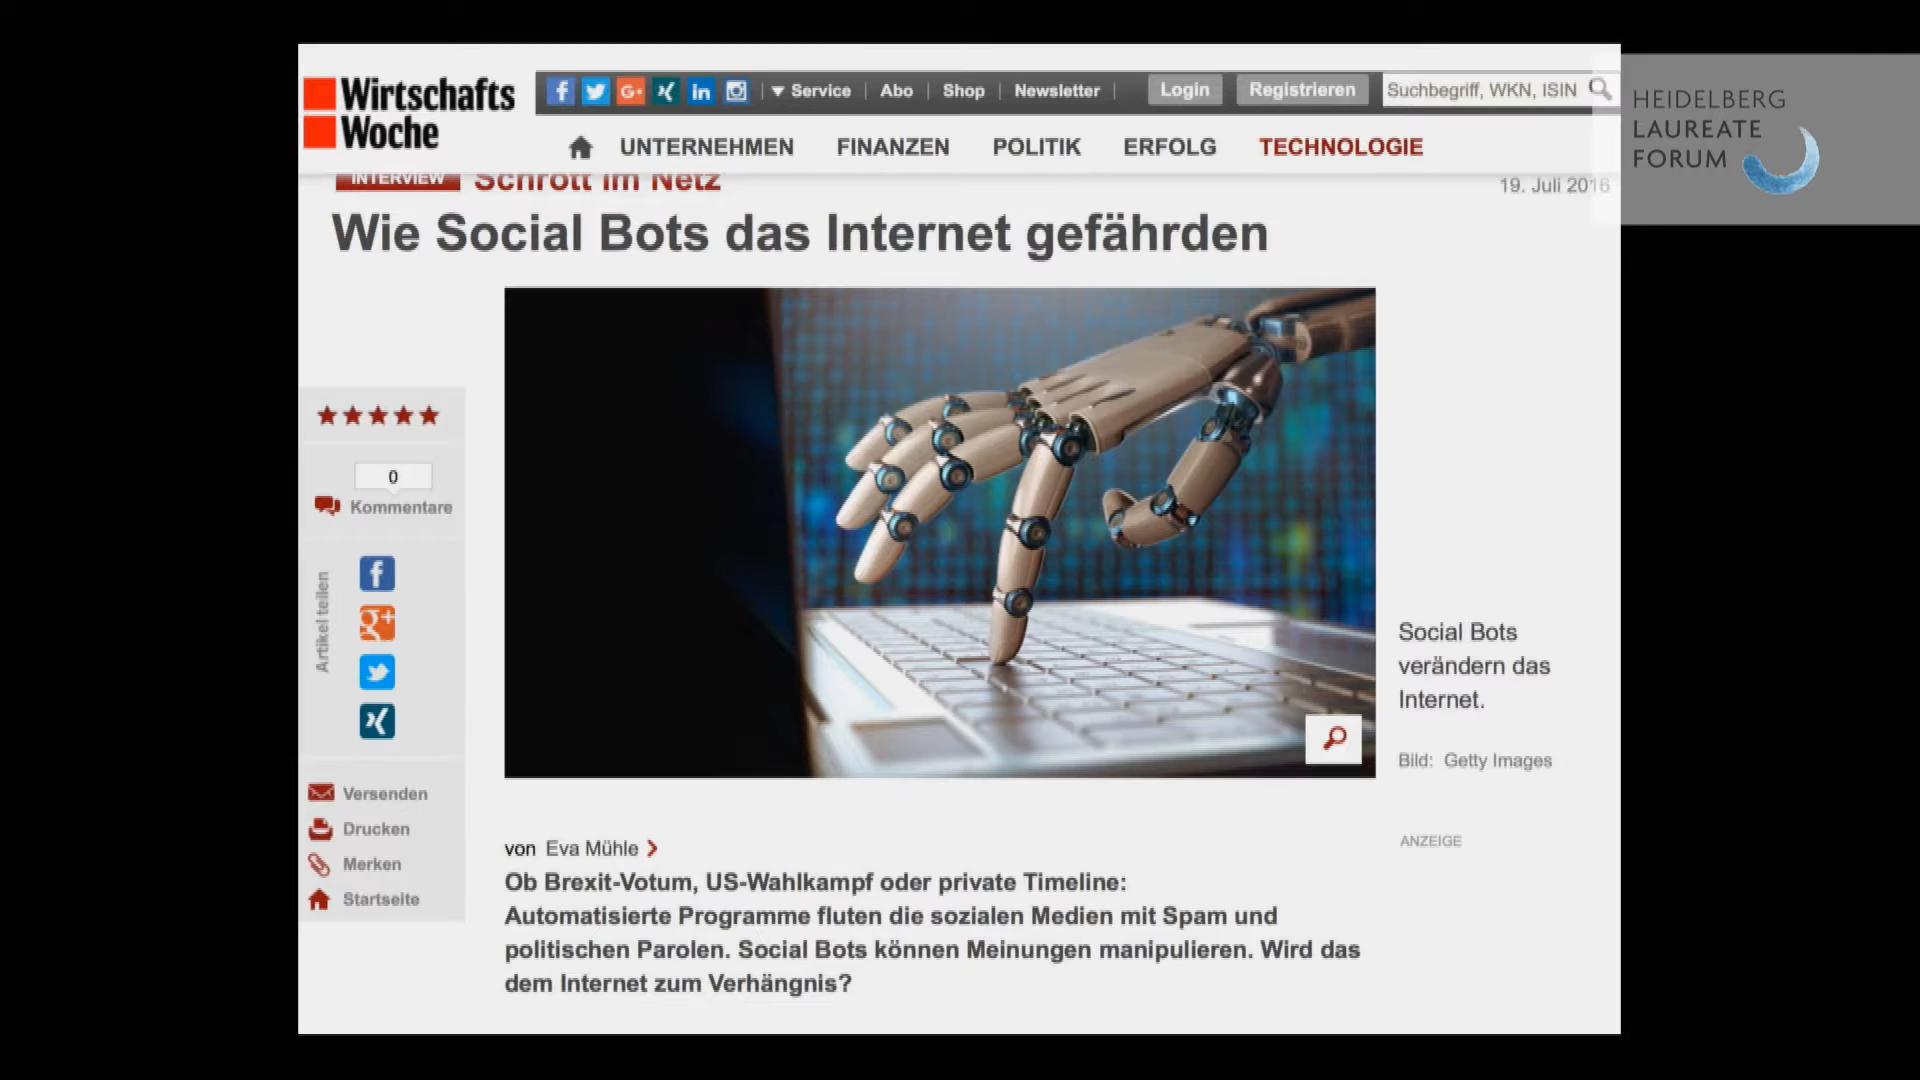 Wirtschafts
Woche
Service
Abo
Shop
Newsletter
Login
Registrieren
Suchbegriff, WKN, ISIN
UNTERNEHMEN
FINANZEN
POLITIK
ERFOLG
TECHNOLOGIE
HEIDELBERG
LAUREATE
FORUM
INTERVIEW Schrott im Netz
19. Juli 2016
Wie Social Bots das Internet gefährden
0
Kommentare
Artikel teilen
Versenden
Drucken
Merken
Startseite
Social Bots
verändern das
Internet.
Bild: Getty Images
ANZEIGE
von Eva Mühle
Ob Brexit-Votum, US-Wahlkampf oder private Timeline:
Automatisierte Programme fluten die sozialen Medien mit Spam und
politischen Parolen. Social Bots können Meinungen manipulieren. Wird das
dem Internet zum Verhängnis?